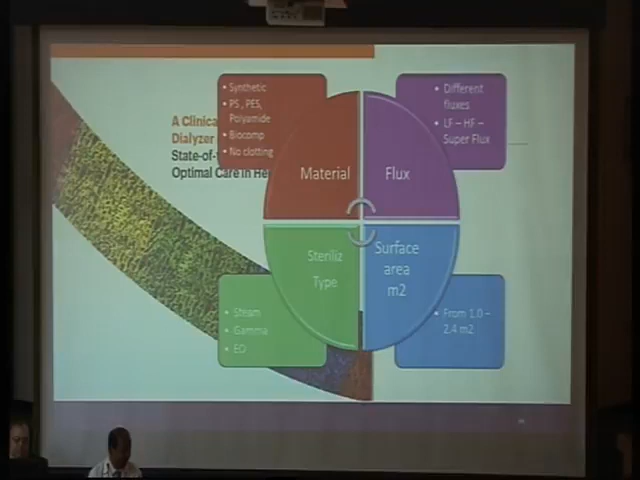 • Synthetic
• PS , PES,
Polyamide
• Biocomp
• No clotting
• Different
fluxes
• LF – HF –
Super Flux
A Clinica
Dialyzer
State-of-
Optimal Care in He
Material
Flux
Steriliz
Type
Surface
area
m2
• Steam
• Gamma
• EO
• From 1.0 –
2.4 m2